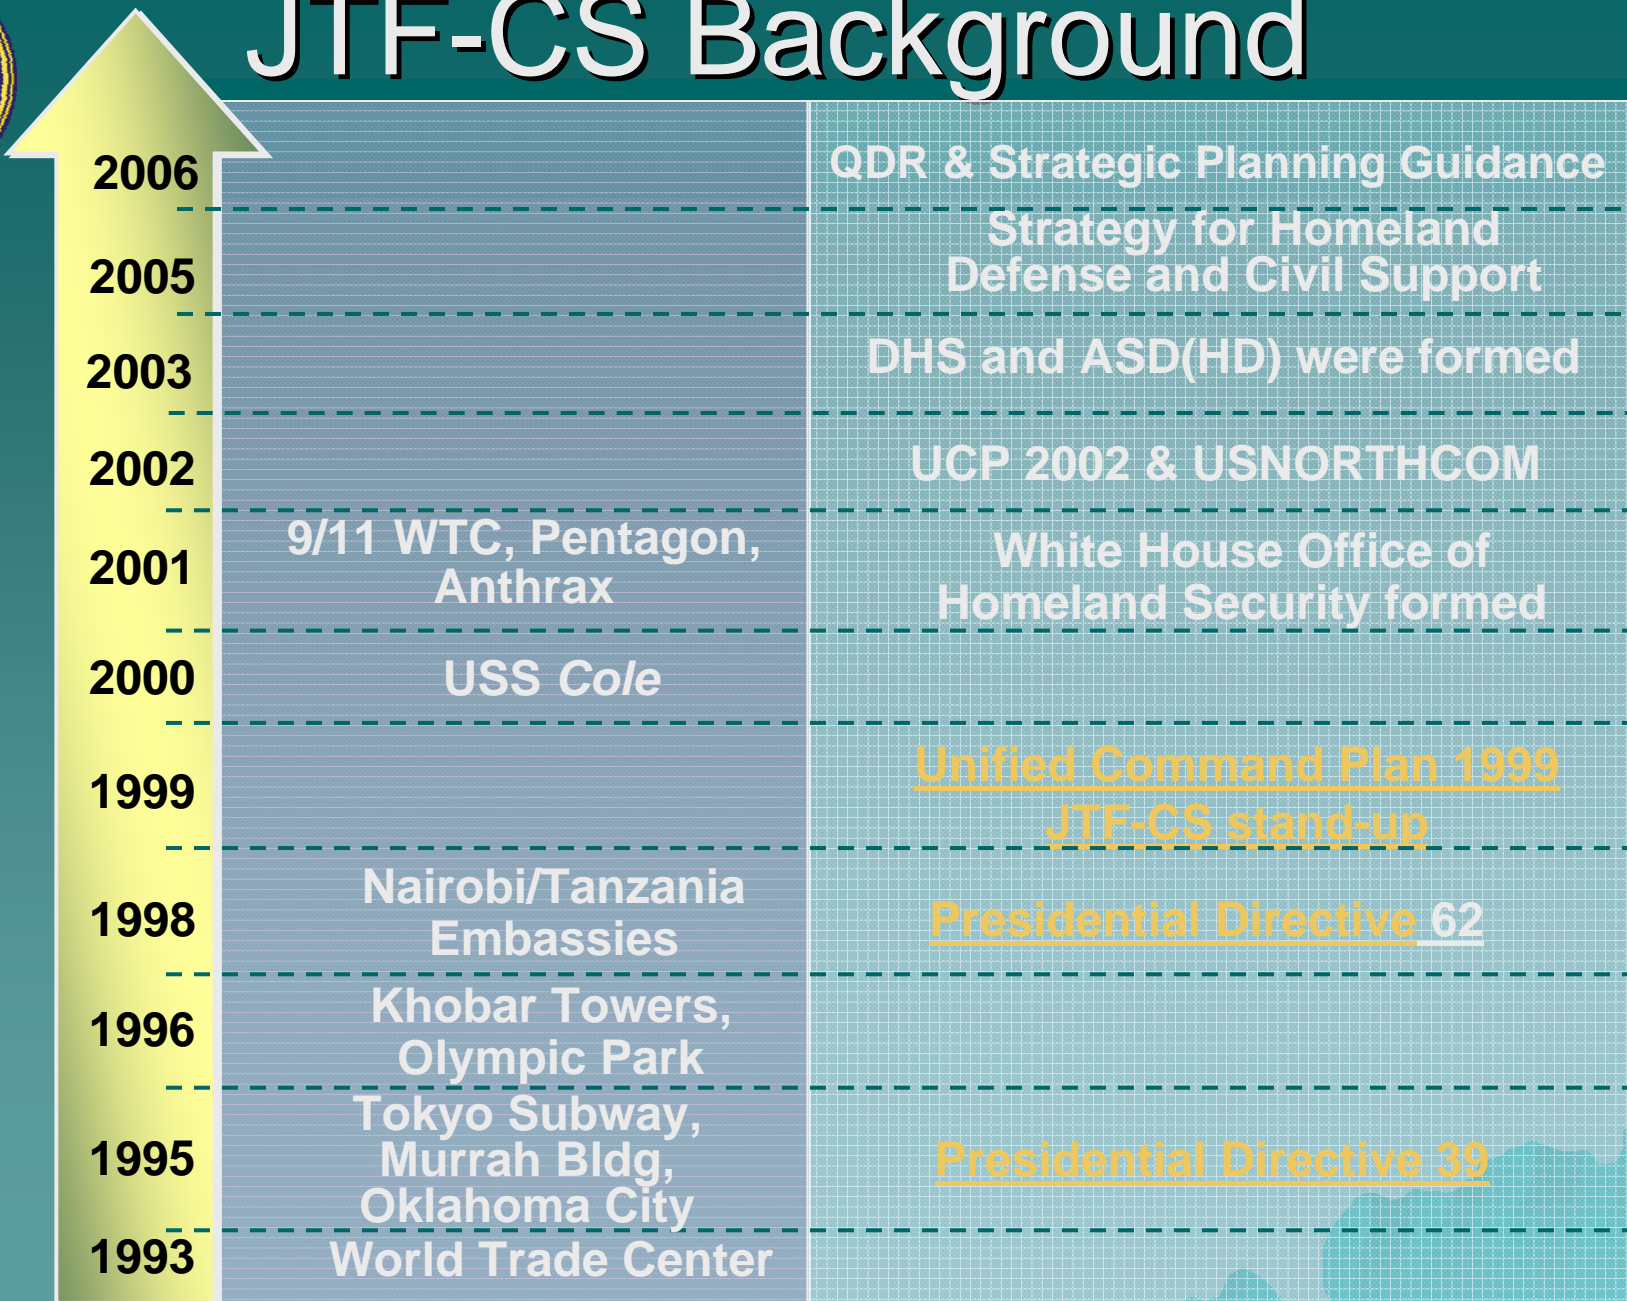 JTF-CS Background
2006
QDR & Strategic Planning Guidance
2005
Strategy for Homeland
Defense and Civil Support
2003
DHS and ASD(HD) were formed
2002
UCP 2002 & USNORTHCOM
2001
9/11 WTC, Pentagon,
Anthrax
White House Office of
Homeland Security formed
2000
USS Cole
1999
Unified Command Plan 1999
JTF-CS stand-up
1998
Nairobi/Tanzania
Embassies
Presidential Directive 62
1996
Khobar Towers,
Olympic Park
1995
Tokyo Subway,
Murrah Bldg,
Oklahoma City
Presidential Directive 39
1993
World Trade Center